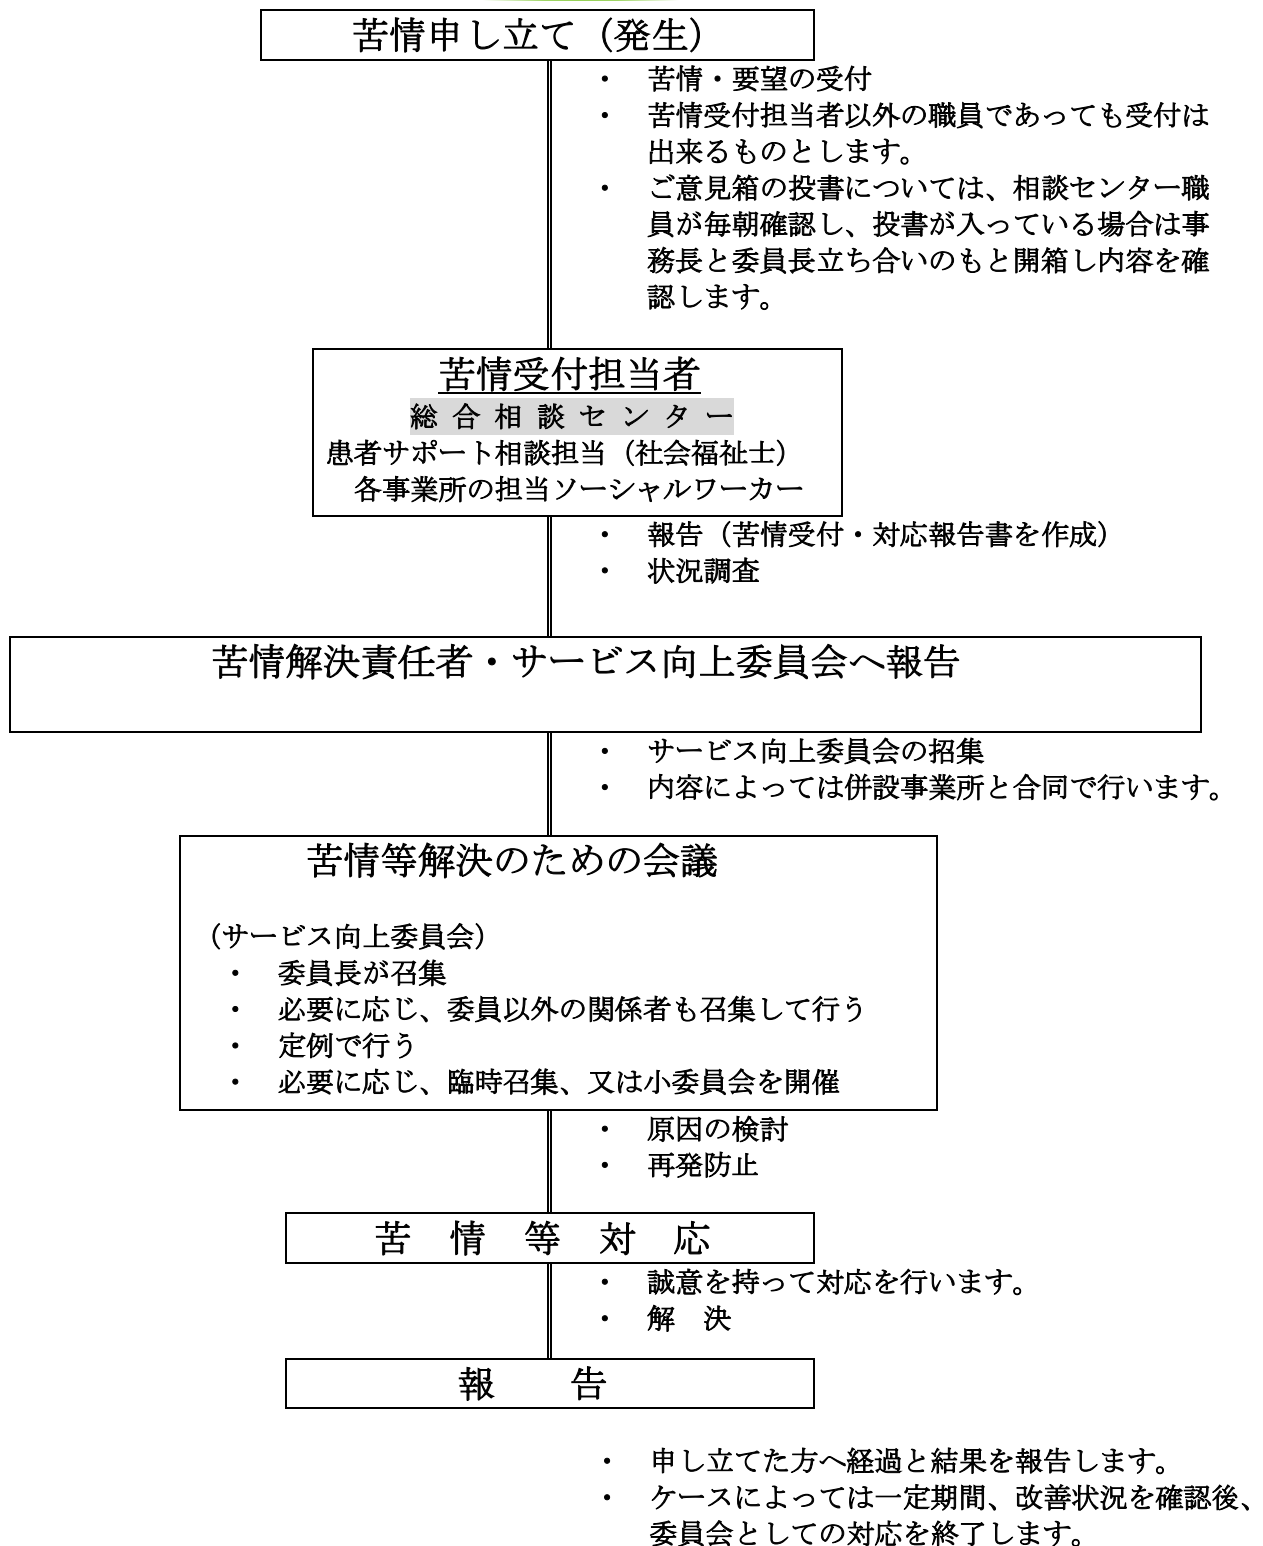 苦情申し立て（発生）
・　苦情・要望の受付
・　苦情受付担当者以外の職員であっても受付は
出来るものとします。
・　ご意見箱の投書については、相談センター職
員が毎朝確認し、投書が入っている場合は事
務長と委員長立ち合いのもと開箱し内容を確
認します。
苦情受付担当者
総合相談センター
患者サポート相談担当（社会福祉士）
各事業所の担当ソーシャルワーカー
・　報告（苦情受付・対応報告書を作成）
・　状況調査
苦情解決責任者・サービス向上委員会へ報告
・　サービス向上委員会の招集
・　内容によっては併設事業所と合同で行います。
苦情等解決のための会議
（サービス向上委員会）
・　委員長が召集
・　必要に応じ、委員以外の関係者も召集して行う
・　定例で行う
・　必要に応じ、臨時召集、又は小委員会を開催
・　原因の検討
・　再発防止
苦　情　等　対　応
・　誠意を持って対応を行います。
・　解　決
報　　告
・　申し立てた方へ経過と結果を報告します。
・　ケースによっては一定期間、改善状況を確認後、
委員会としての対応を終了します。